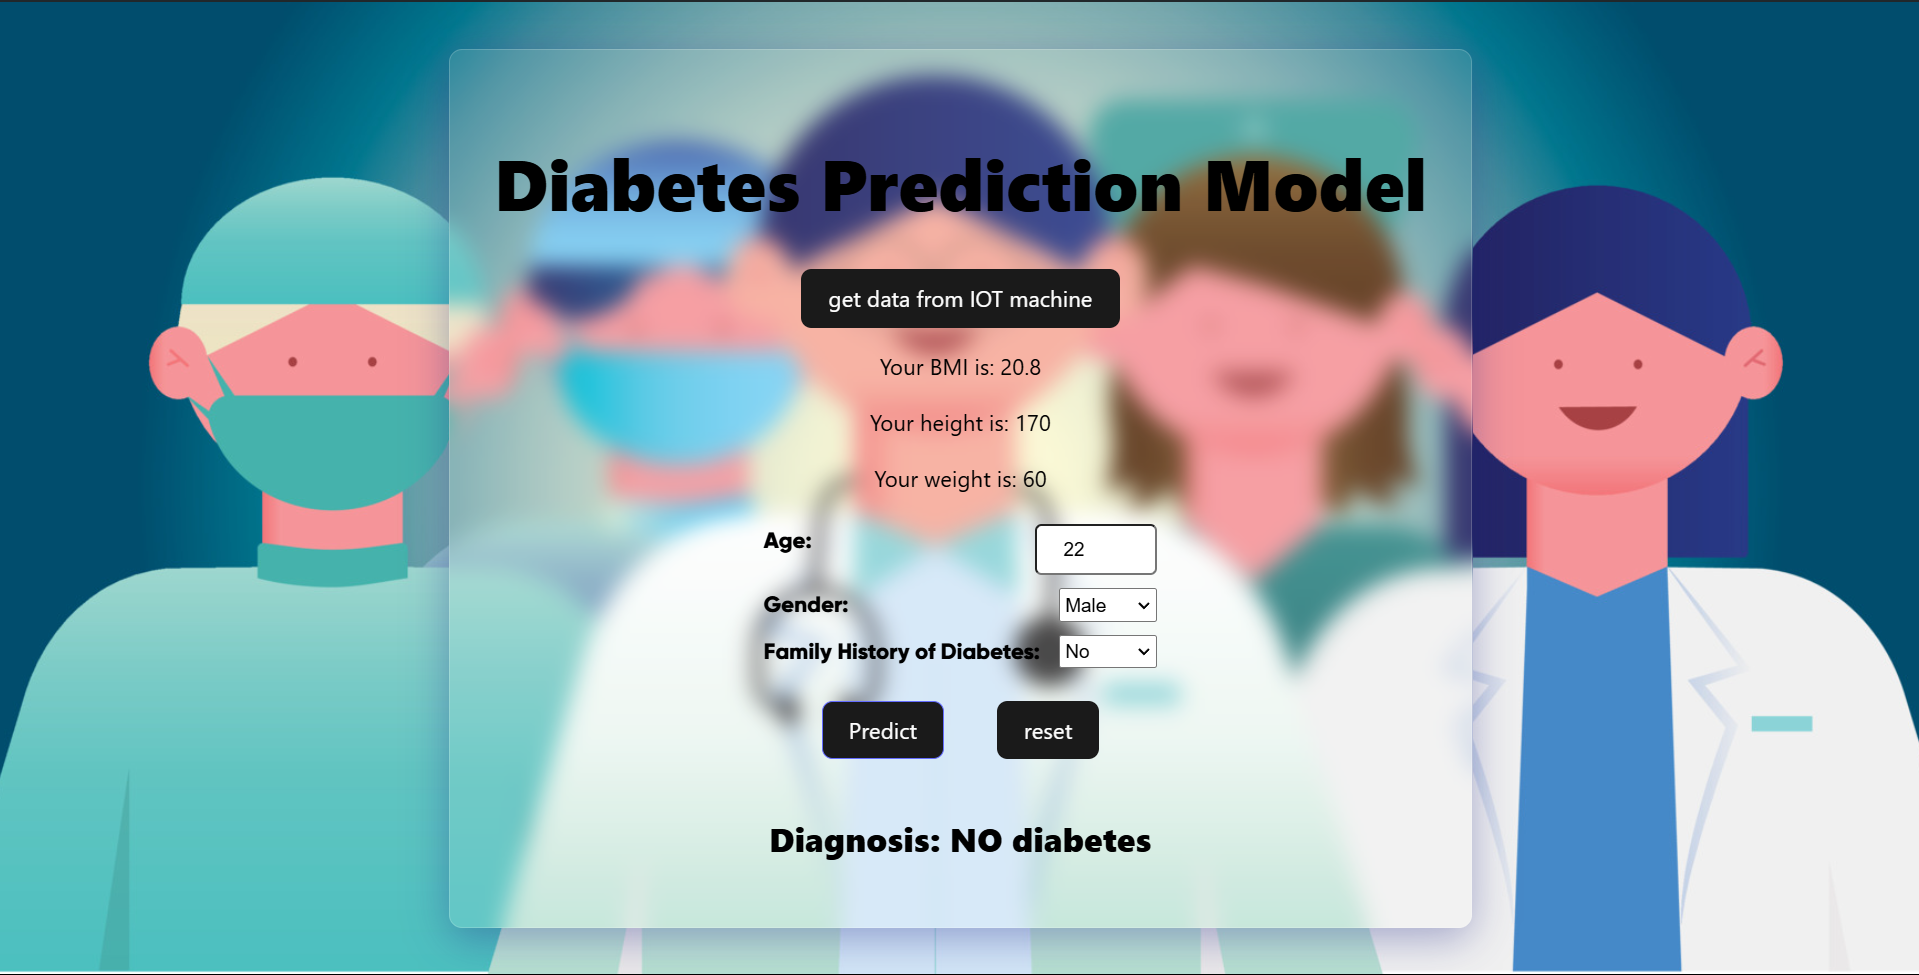 Diabetes Prediction Model
get data from IOT machine
Your BMI is: 20.8
Your height is: 170
Your weight is: 60
Age: 22
Gender: Male
Family History of Diabetes: No
Predict reset
Diagnosis: NO diabetes